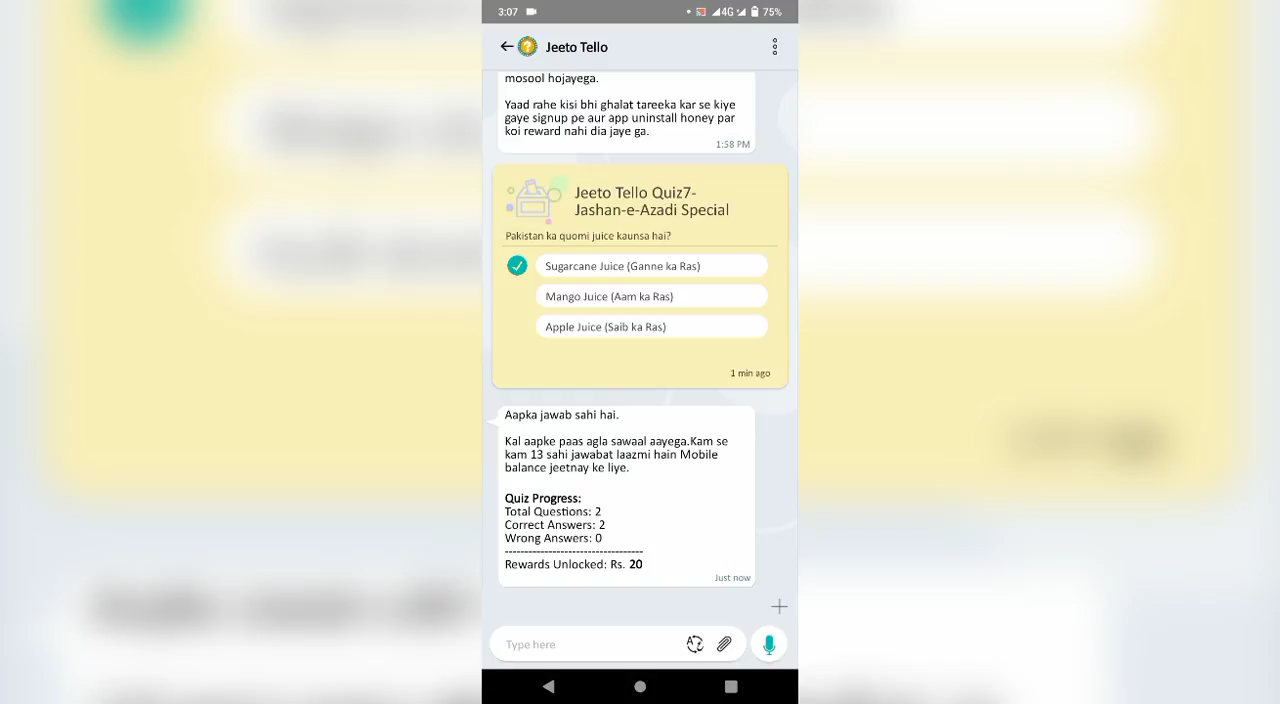 3:07
4G
75%
Jeeto Tello
mosool hojayega.
Yaad rahe kisi bhi ghalat tareeka kar se kiye
gaye signup pe aur app uninstall honey par
koi reward nahi dia jaye ga.
1:58 PM
Jeeto Tello Quiz7-
Jashan-e-Azadi Special
Pakistan ka quomi juice kaunsa hai?
Sugarcane Juice (Ganne ka Ras)
Mango Juice (Aam ka Ras)
Apple Juice (Saib ka Ras)
1 min ago
Aapka jawab sahi hai.
Kal aapke paas agla sawaal aayega.Kam se
kam 13 sahi jawabat laazmi hain Mobile
balance jeetnay ke liye.
Quiz Progress:
Total Questions: 2
Correct Answers: 2
Wrong Answers: 0
-----------------------------------
Rewards Unlocked: Rs. 20
Just now
Type here